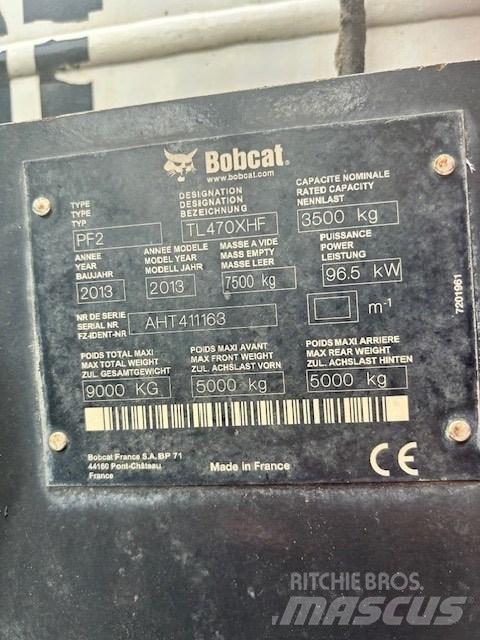 Bobcat®
www.bobcat.com
TYPE
TYPE
TYP
PF2
DESIGNATION
DESIGNATION
BEZEICHNUNG
TL470XHF
CAPACITE NOMINALE
RATED CAPACITY
NENNLAST
3500 kg
ANNEE
YEAR
BAUJAHR
2013
ANNEE MODELE
MODEL YEAR
MODELL JAHR
2013
MASSE A VIDE
MASS EMPTY
MASSE LEER
7500 kg
PUISSANCE
POWER
LEISTUNG
96.5 kW
NR DE SERIE
SERIAL NR
FZ-IDENT-NR
AHT411163
m-1
7201961
POIDS TOTAL MAXI
MAX TOTAL WEIGHT
ZUL. GESAMTGEWICHT
9000 KG
POIDS MAXI AVANT
MAX FRONT WEIGHT
ZUL. ACHSLAST VORN
5000 kg
POIDS MAXI ARRIERE
MAX REAR WEIGHT
ZUL. ACHSLAST HINTEN
5000 kg
Bobcat France S.A. BP 71
44160 Pont-Château
France
Made in France
CE
RITCHIE BROS.
MASCUS